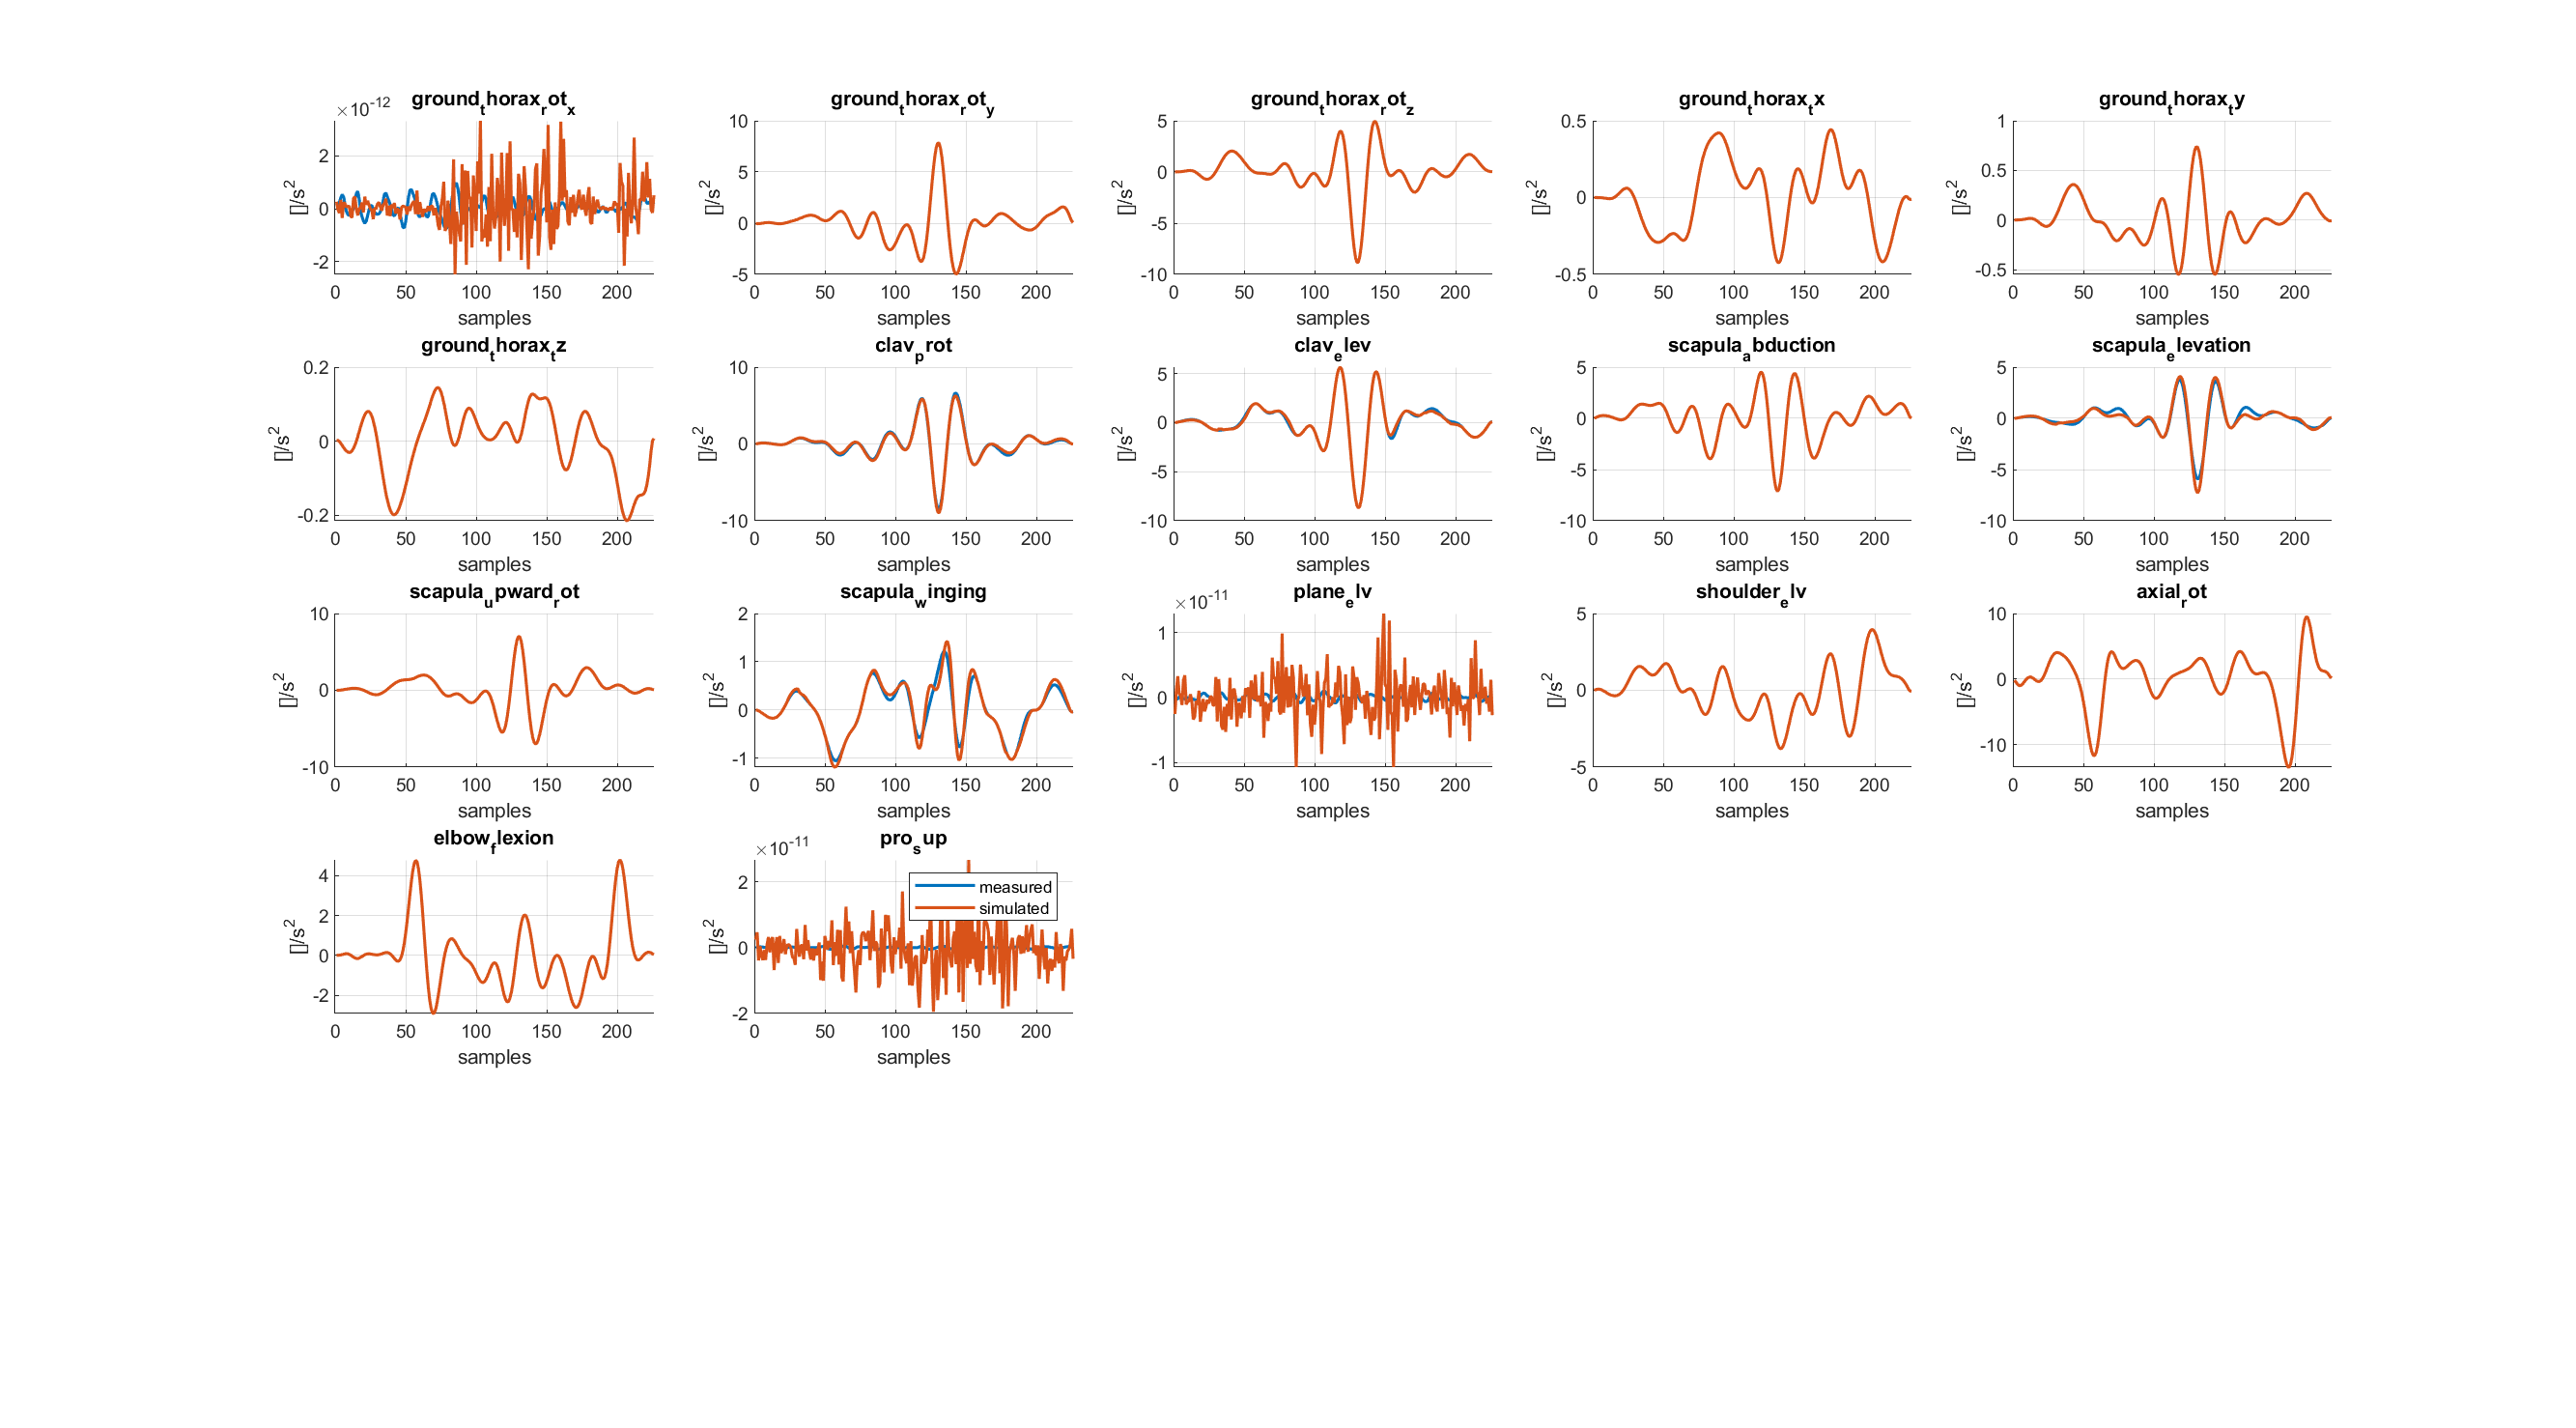 ×10-12 ground_thorax_rot_x
ground_thorax_rot_y
ground_thorax_rot_z
ground_thorax_tx
ground_thorax_ty
[]/s2
2
0
-2
0 50 100 150 200
samples
[]/s2
10
5
0
-5
0 50 100 150 200
samples
[]/s2
5
0
-5
-10
0 50 100 150 200
samples
[]/s2
0.5
0
-0.5
0 50 100 150 200
samples
[]/s2
1
0.5
0
-0.5
0 50 100 150 200
samples
ground_thorax_tz
clav_prot
clav_elev
scapula_abduction
scapula_elevation
[]/s2
0.2
0
-0.2
0 50 100 150 200
samples
[]/s2
10
0
-10
0 50 100 150 200
samples
[]/s2
5
0
-5
-10
0 50 100 150 200
samples
[]/s2
5
0
-5
-10
0 50 100 150 200
samples
[]/s2
5
0
-5
-10
0 50 100 150 200
samples
scapula_upward_rot
scapula_winging
×10-11 plane_elv
shoulder_elv
axial_rot
[]/s2
10
0
-10
0 50 100 150 200
samples
[]/s2
2
1
0
-1
0 50 100 150 200
samples
[]/s2
1
0
-1
0 50 100 150 200
samples
[]/s2
5
0
-5
0 50 100 150 200
samples
[]/s2
10
0
-10
0 50 100 150 200
samples
elbow_flexion
×10-11 pro_sup
[]/s2
4
2
0
-2
0 50 100 150 200
samples
[]/s2
2
0
-2
measured
simulated
0 50 100 150 200
samples